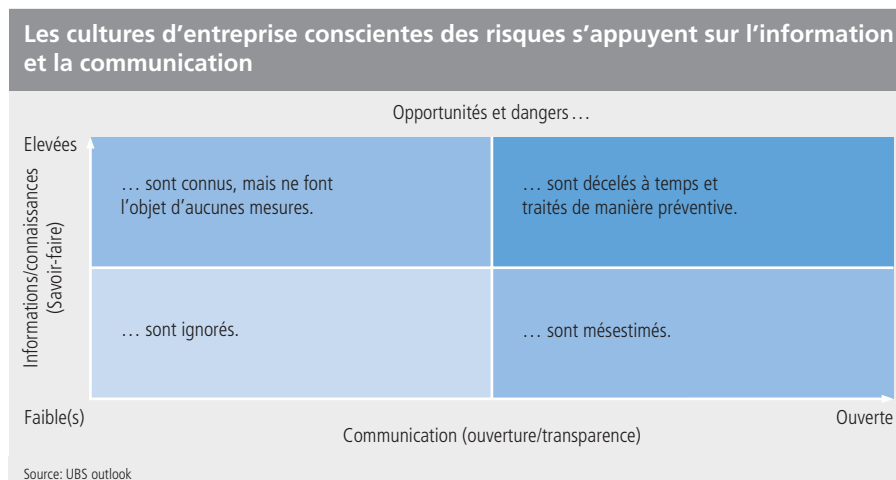 Les cultures d’entreprise conscientes des risques s’appuyent sur l’information
et la communication
Opportunités et dangers …
Elevées
Informations/connaissances
(Savoir-faire)
… sont connus, mais ne font
l’objet d’aucunes mesures.
… sont décelés à temps et
traités de manière préventive.
… sont ignorés.
… sont mésestimés.
Faible(s)
Ouverte
Communication (ouverture/transparence)
Source: UBS outlook